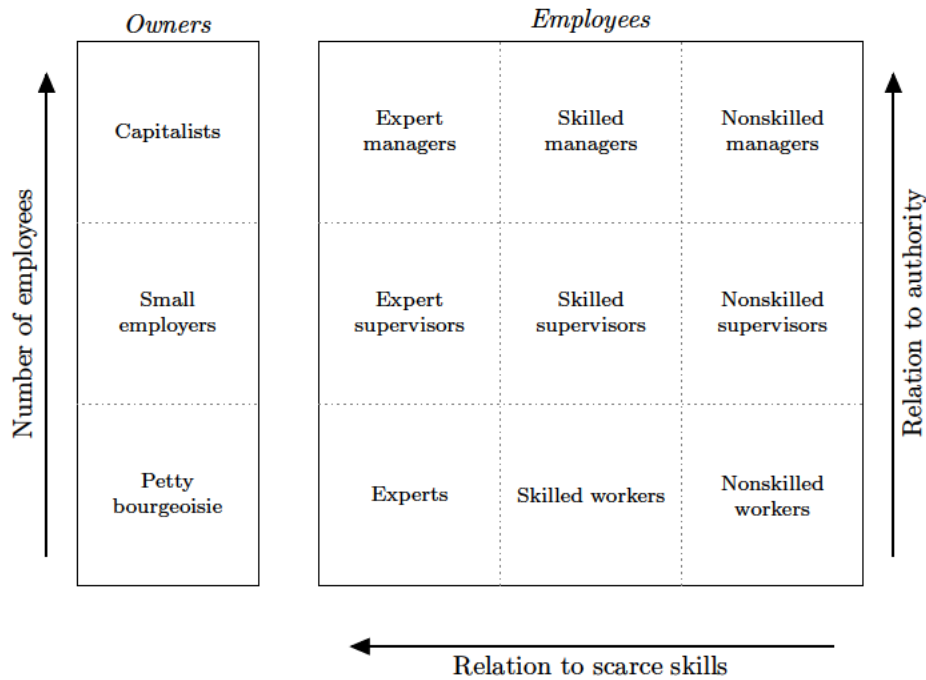 Owners
Employees
Capitalists
Expert
managers
Skilled
managers
Nonskilled
managers
Small
employers
Expert
supervisors
Skilled
supervisors
Nonskilled
supervisors
Petty
bourgeoisie
Experts
Skilled workers
Nonskilled
workers
Number of employees
Relation to authority
Relation to scarce skills